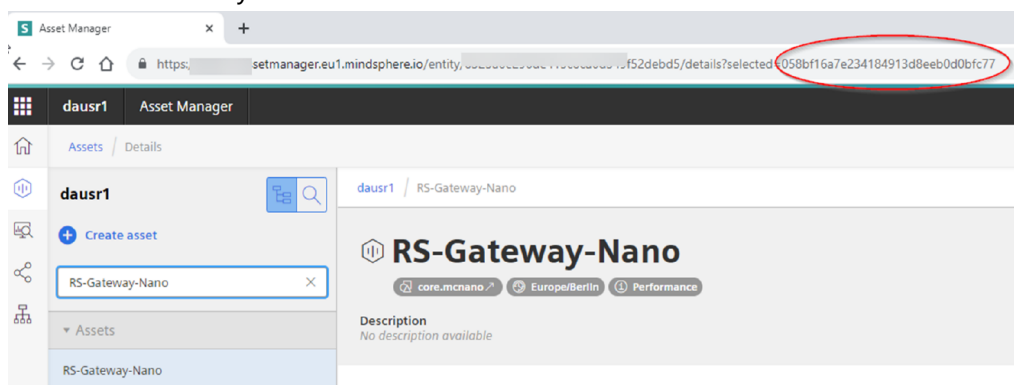 S Asset Manager × +
https: setmanager.eu1.mindsphere.io/entity/ f52debd5/details?selected=058bf16a7e234184913d8eeb0d0bfc77
dausr1 Asset Manager
Assets / Details
dausr1
dausr1 / RS-Gateway-Nano
Create asset
RS-Gateway-Nano
RS-Gateway-Nano
core.mcnano Europe/Berlin Performance
Description
No description available
Assets
RS-Gateway-Nano